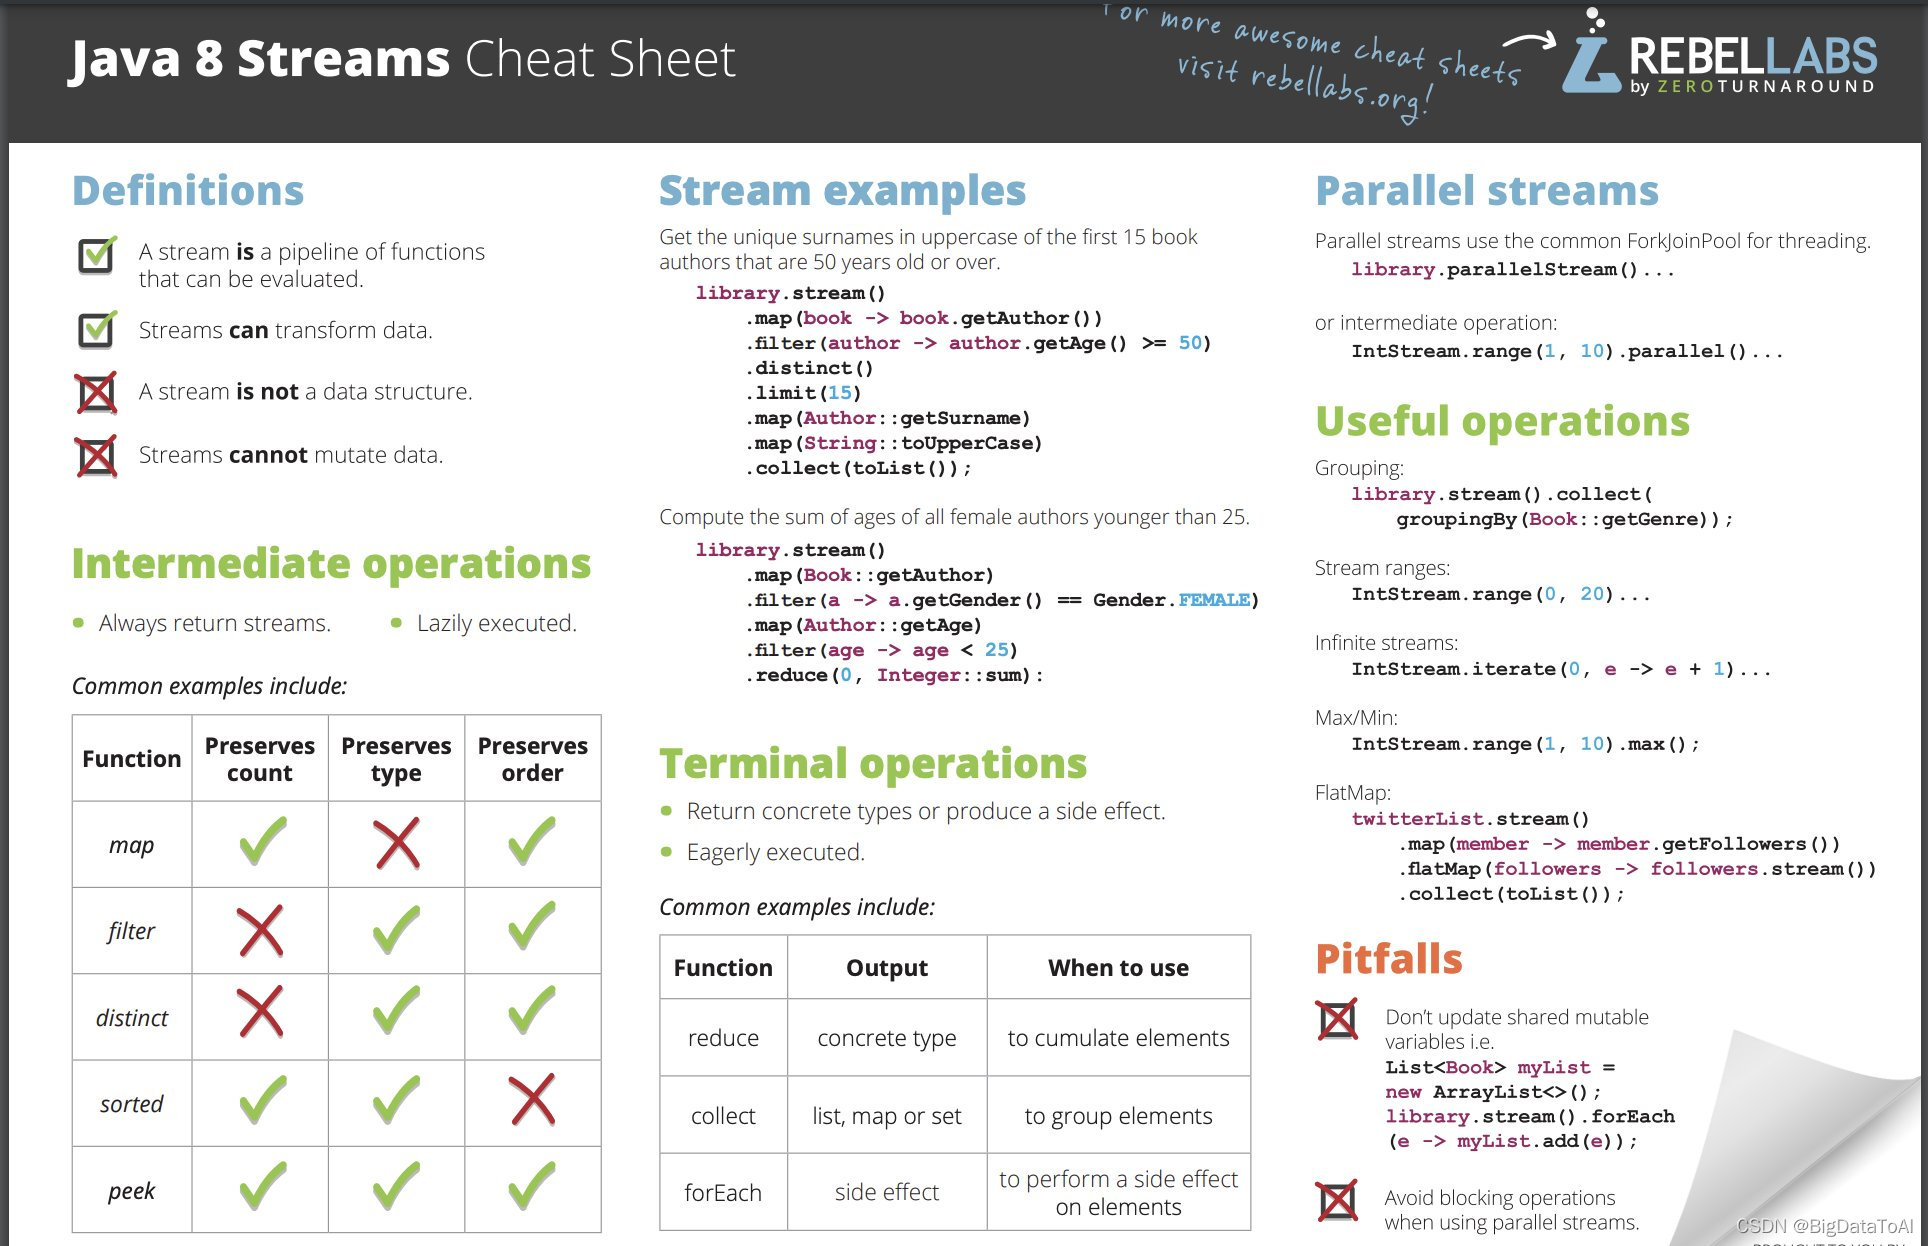 Java 8 Streams Cheat Sheet
For more awesome cheat sheets
visit rebellabs.org!
REBELLABS
by ZEROTURNAROUND
Definitions
A stream is a pipeline of functions
that can be evaluated.
Streams can transform data.
A stream is not a data structure.
Streams cannot mutate data.
Intermediate operations
Always return streams.
Lazily executed.
Common examples include:
Function Preserves count Preserves type Preserves order
map
filter
distinct
sorted
peek
Stream examples
Get the unique surnames in uppercase of the first 15 book
authors that are 50 years old or over.
library.stream()
.map(book -> book.getAuthor())
.filter(author -> author.getAge() >= 50)
.distinct()
.limit(15)
.map(Author::getSurname)
.map(String::toUpperCase)
.collect(toList());
Compute the sum of ages of all female authors younger than 25.
library.stream()
.map(Book::getAuthor)
.filter(a -> a.getGender() == Gender.FEMALE)
.map(Author::getAge)
.filter(age -> age < 25)
.reduce(0, Integer::sum):
Terminal operations
Return concrete types or produce a side effect.
Eagerly executed.
Common examples include:
Function Output When to use
reduce concrete type to cumulate elements
collect list, map or set to group elements
forEach side effect to perform a side effect
on elements
Parallel streams
Parallel streams use the common ForkJoinPool for threading.
library.parallelStream()...
or intermediate operation:
IntStream.range(1, 10).parallel()...
Useful operations
Grouping:
library.stream().collect(
groupingBy(Book::getGenre));
Stream ranges:
IntStream.range(0, 20)...
Infinite streams:
IntStream.iterate(0, e -> e + 1)...
Max/Min:
IntStream.range(1, 10).max();
FlatMap:
twitterList.stream()
.map(member -> member.getFollowers())
.flatMap(followers -> followers.stream())
.collect(toList());
Pitfalls
Don't update shared mutable
variables i.e.
List<Book> myList =
new ArrayList<>();
library.stream().forEach
(e -> myList.add(e));
Avoid blocking operations
when using parallel streams.
CSDN @BigDataToAI